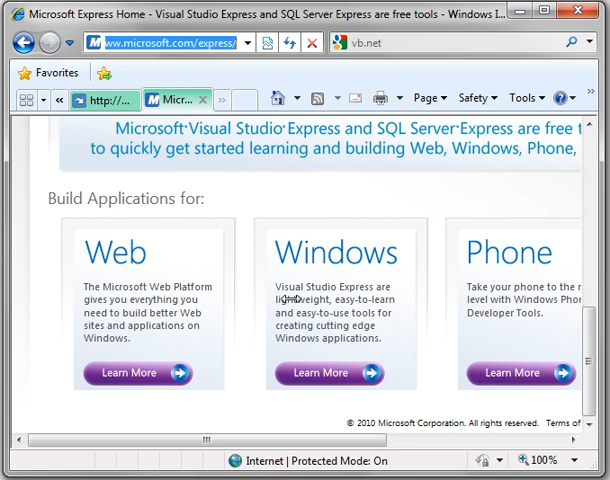 Microsoft Express Home - Visual Studio Express and SQL Server Express are free tools - Windows I...
ww.microsoft.com/express/
vb.net
Favorites
http://...
Micr...
Page
Safety
Tools
Microsoft Visual Studio Express and SQL Server Express are free t
to quickly get started learning and building Web, Windows, Phone,
Build Applications for:
Web
The Microsoft Web Platform
gives you everything you
need to build better Web
sites and applications on
Windows.
Learn More
Windows
Visual Studio Express are
lightweight, easy-to-learn
and easy-to-use tools for
creating cutting edge
Windows applications.
Learn More
Phone
Take your phone to the n
level with Windows Phon
Developer Tools.
Learn More
© 2010 Microsoft Corporation. All rights reserved. Terms of
Internet | Protected Mode: On
100%